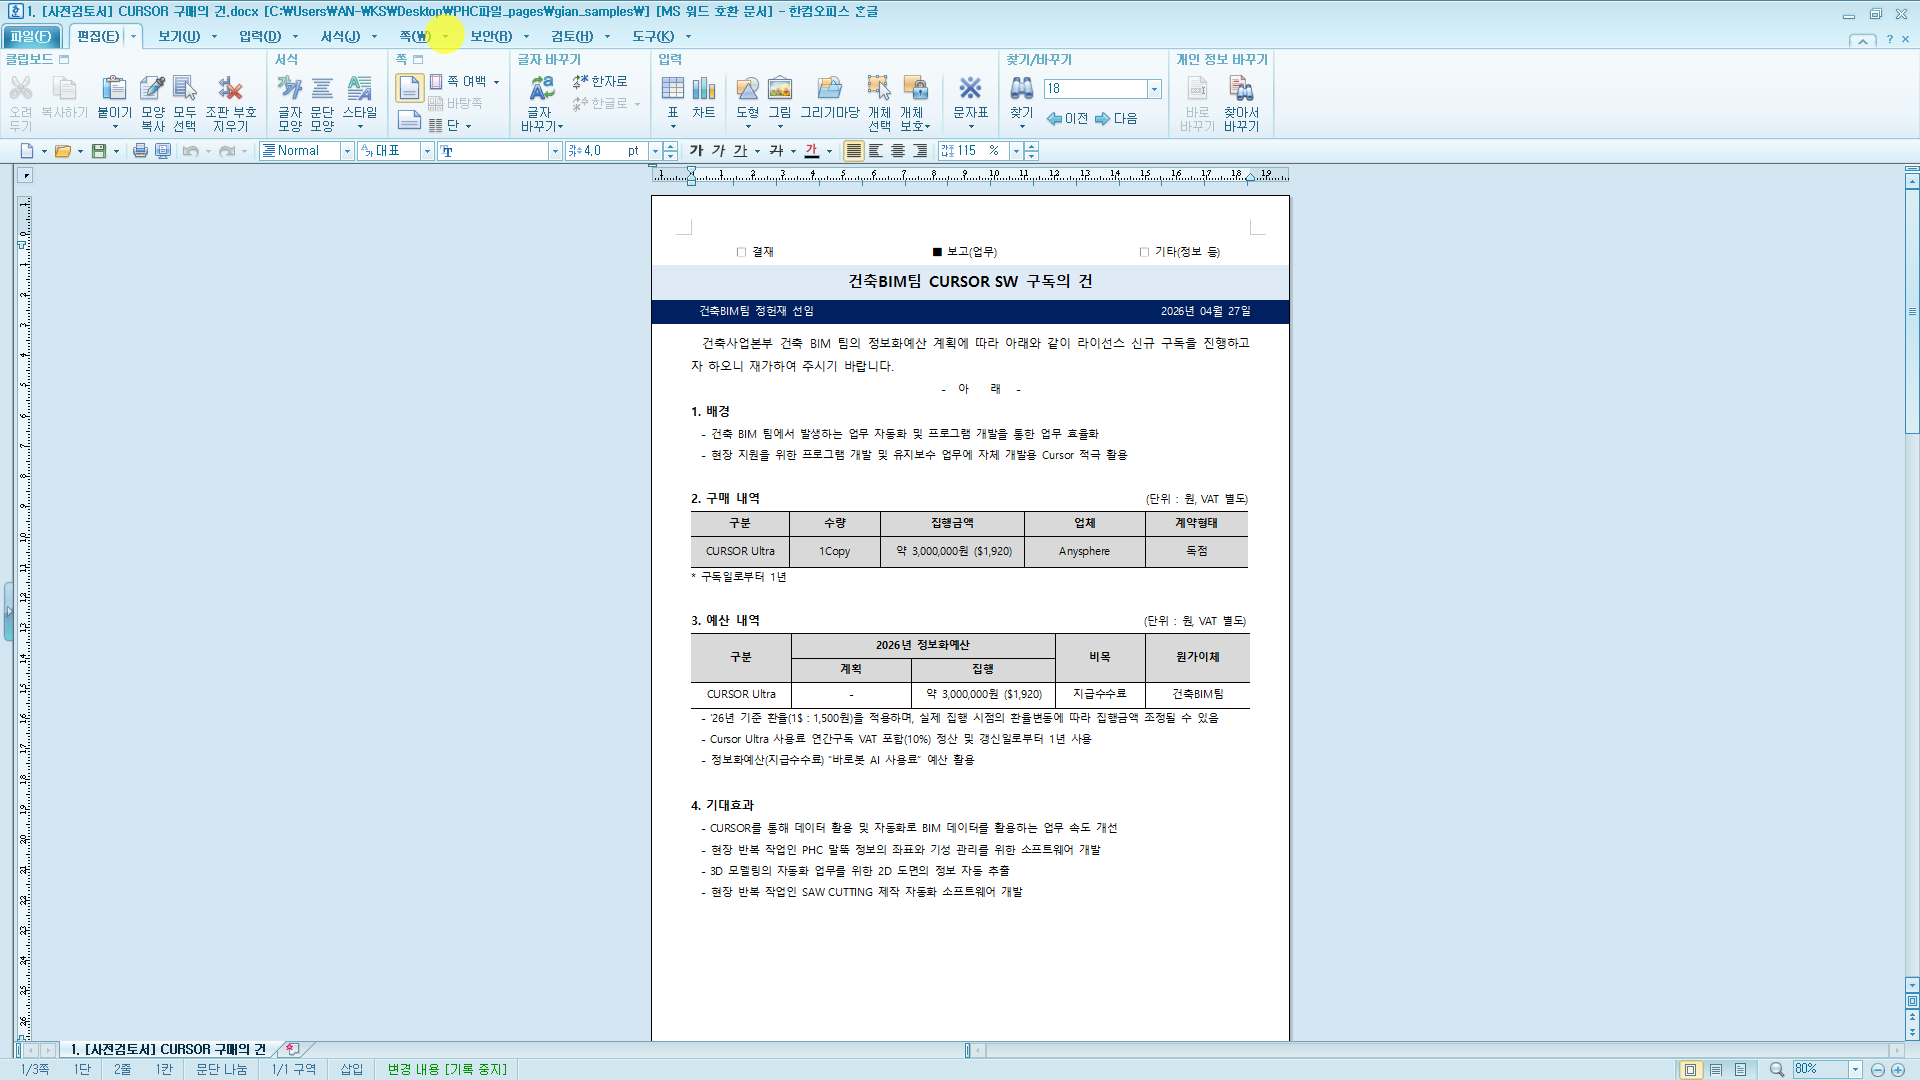 1. [사전검토서] CURSOR 구매의 건.docx [C:₩Users₩AN-₩KS₩Desktop₩PHC파일_pages₩gian_samples₩] [MS 워드 호환 문서] - 한컴오피스 흔글
파일(F) 편집(E) 보기(U) 입력(D) 서식(J) 쪽(W) 보안(R) 검토(H) 도구(K)
클립보드 서식 쪽 글자 바꾸기 입력 찾기/바꾸기 개인 정보 바꾸기
오려 두기 복사하기 붙이기 모양 복사 모두 선택 조판 부호 지우기 글자 모양 문단 모양 스타일 쪽 여백 바탕쪽 단 글자 바꾸기 한자로 한글로 표 차트 도형 그림 그리기마당 개체 선택 개체 보호 문자표 찾기 18 이전 다음 바로 바꾸기 찾아서 바꾸기
Normal 대표 4.0 pt 가 가 가 가 가 115 %
□ 결재 ■ 보고(업무) □ 기타(정보 등)
건축BIM팀 CURSOR SW 구독의 건
건축BIM팀 정헌재 선임 2026년 04월 27일
건축사업본부 건축 BIM 팀의 정보화예산 계획에 따라 아래와 같이 라이선스 신규 구독을 진행하고
자 하오니 재가하여 주시기 바랍니다.
- 아 래 -
1. 배경
- 건축 BIM 팀에서 발생하는 업무 자동화 및 프로그램 개발을 통한 업무 효율화
- 현장 지원을 위한 프로그램 개발 및 유지보수 업무에 자체 개발용 Cursor 적극 활용
2. 구매 내역 (단위 : 원, VAT 별도)
구분 수량 집행금액 업체 계약형태
CURSOR Ultra 1Copy 약 3,000,000원 ($1,920) Anysphere 독점
* 구독일로부터 1년
3. 예산 내역 (단위 : 원, VAT 별도)
구분 2026년 정보화예산 비목 원가이체
계획 집행
CURSOR Ultra - 약 3,000,000원 ($1,920) 지급수수료 건축BIM팀
- ‘26년 기준 환율(1$ : 1,500원)을 적용하며, 실제 집행 시점의 환율변동에 따라 집행금액 조정될 수 있음
- Cursor Ultra 사용료 연간구독 VAT 포함(10%) 정산 및 갱신일로부터 1년 사용
- 정보화예산(지급수수료) “바로봇 AI 사용료” 예산 활용
4. 기대효과
- CURSOR를 통해 데이터 활용 및 자동화로 BIM 데이터를 활용하는 업무 속도 개선
- 현장 반복 작업인 PHC 말뚝 정보의 좌표와 기성 관리를 위한 소프트웨어 개발
- 3D 모델링의 자동화 업무를 위한 2D 도면의 정보 자동 추출
- 현장 반복 작업인 SAW CUTTING 제작 자동화 소프트웨어 개발
1. [사전검토서] CURSOR 구매의 건
1/3쪽 1단 2줄 1칸 문단 나눔 1/1 구역 삽입 변경 내용 [기록 중지] 80%